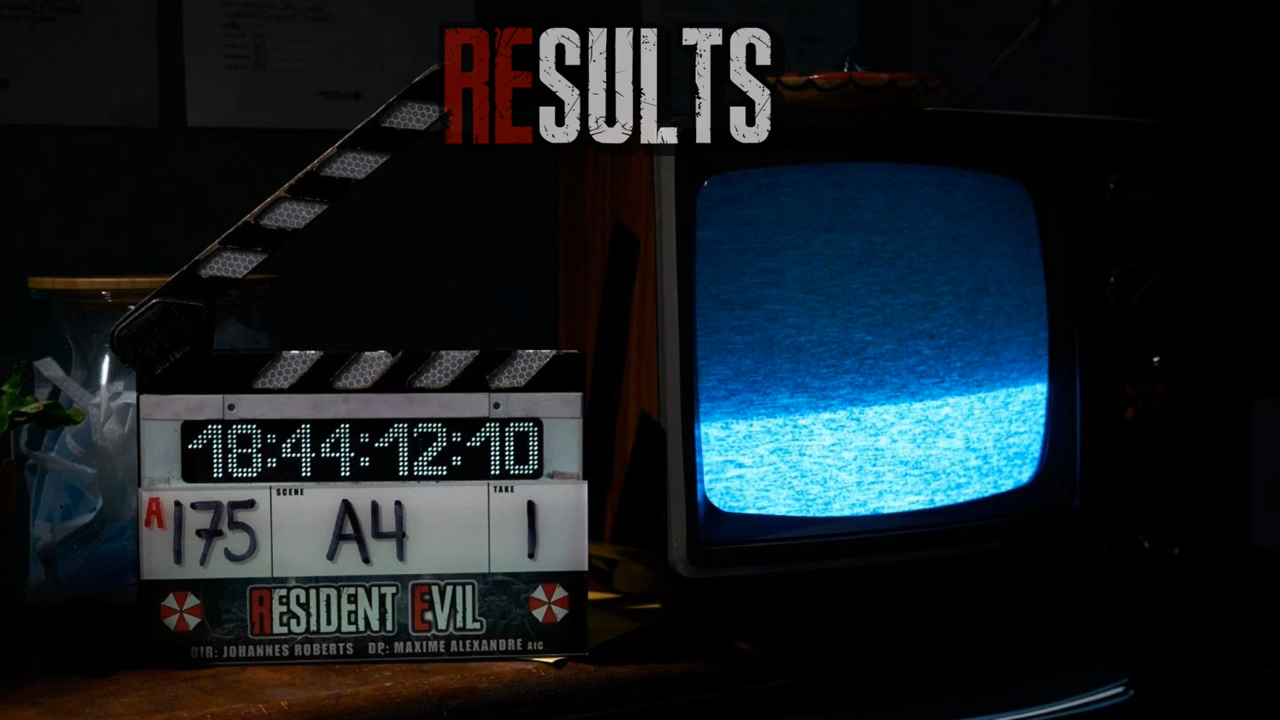 RESULTS
18:44:12:10
SCENE
TAKE
A 175
A4
1
RESIDENT EVIL
DIR: JOHANNES ROBERTS DP: MAXIME ALEXANDRE AIC